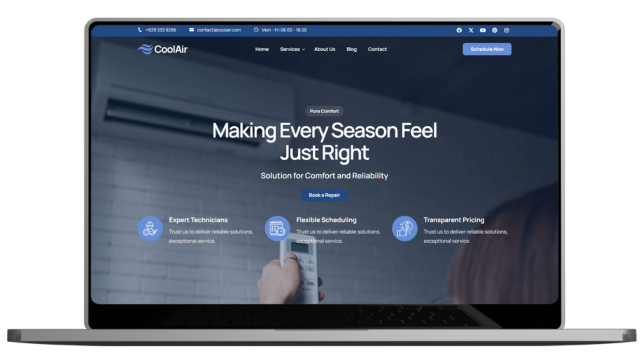 +929 333 9296
contact@coolair.com
Mon - Fri 08.00 - 18.00
CoolAir
Home Services About Us Blog Contact
Schedule Now
Pure Comfort
Making Every Season Feel
Just Right
Solution for Comfort and Reliability
Book a Repair
Expert Technicians
Trust us to deliver reliable solutions,
exceptional service.
Flexible Scheduling
Trust us to deliver reliable solutions,
exceptional service.
Transparent Pricing
Trust us to deliver reliable solutions,
exceptional service.